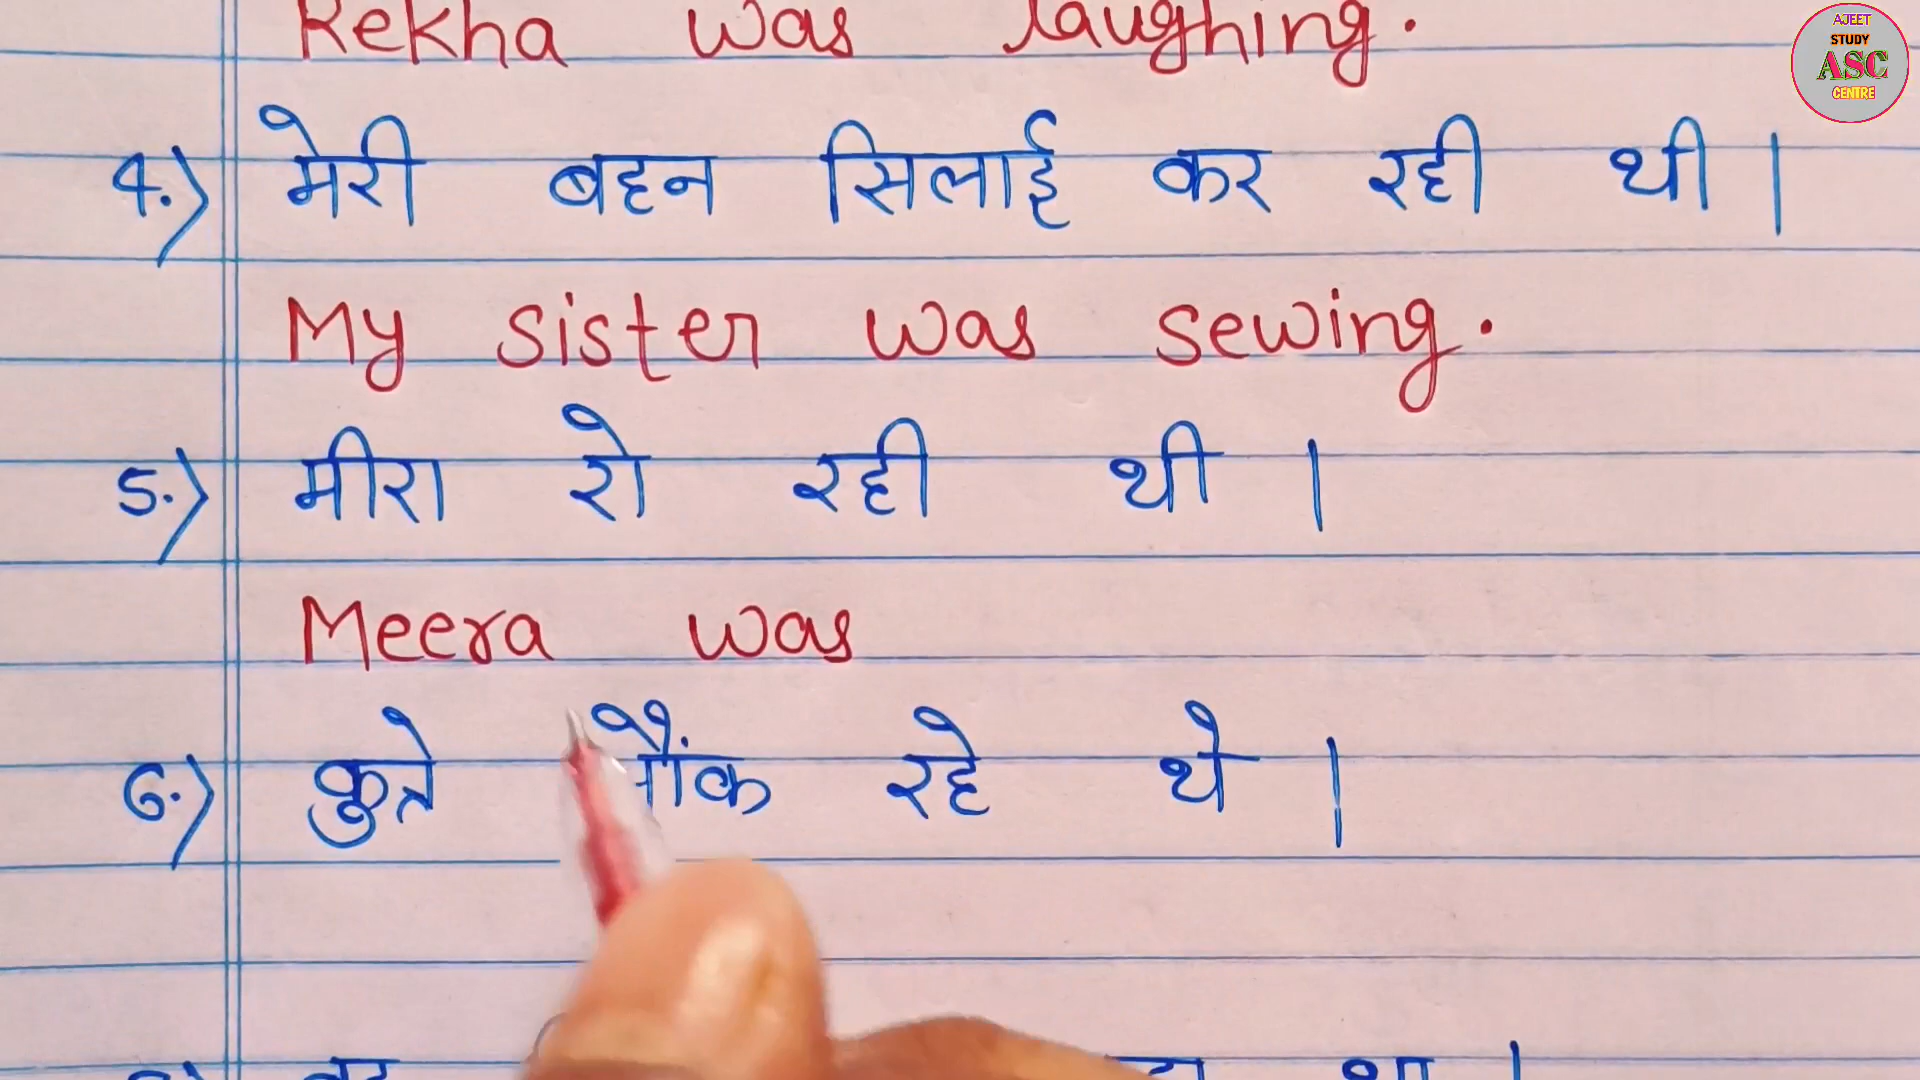 AJEET
STUDY
ASC
CENTRE
Rekha was laughing.
4.) मेरी बहन सिलाई कर रही थी |
My sister was sewing.
5.) मीरा रो रही थी |
Meera was
6.) कुत्ते भौंक रहे थे |